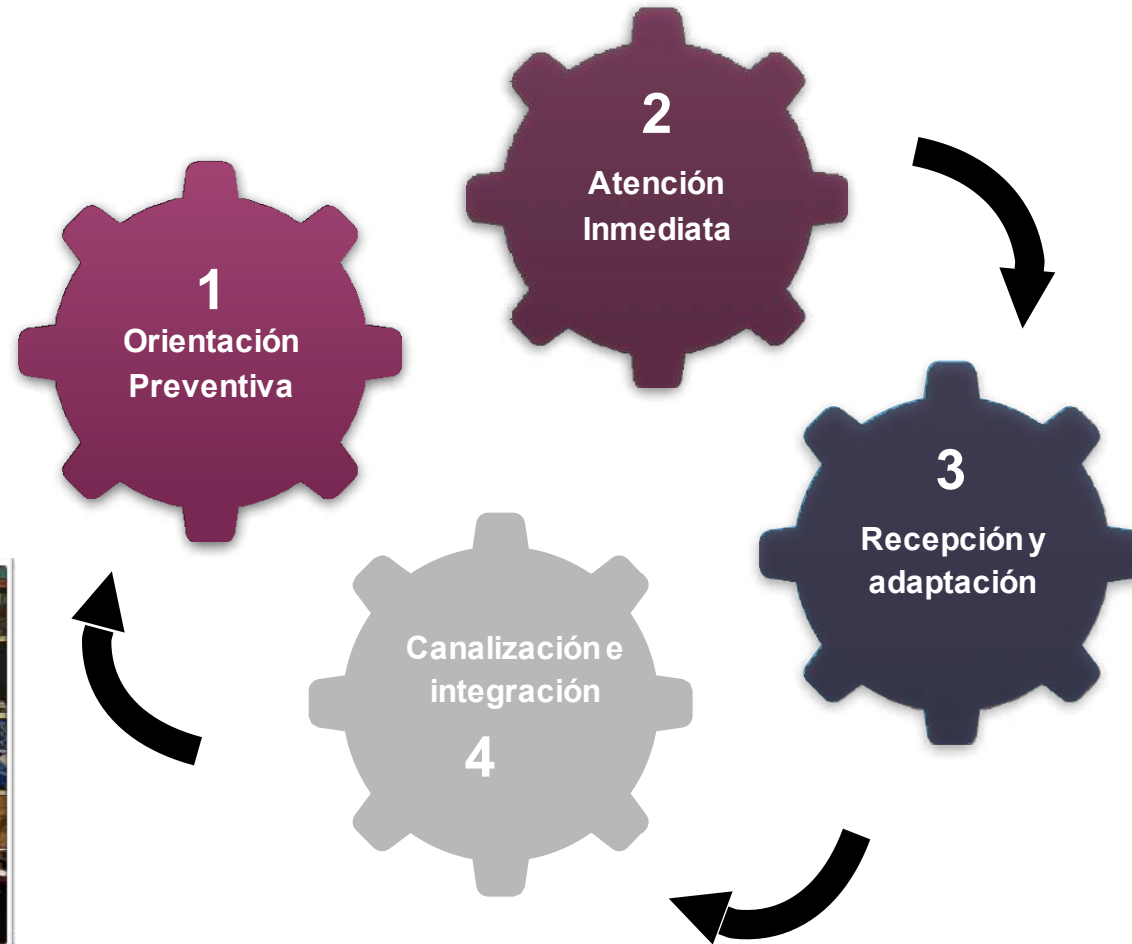 1
Orientación
Preventiva
2
Atención
Inmediata
3
Recepción y
adaptación
Canalización e
integración
4